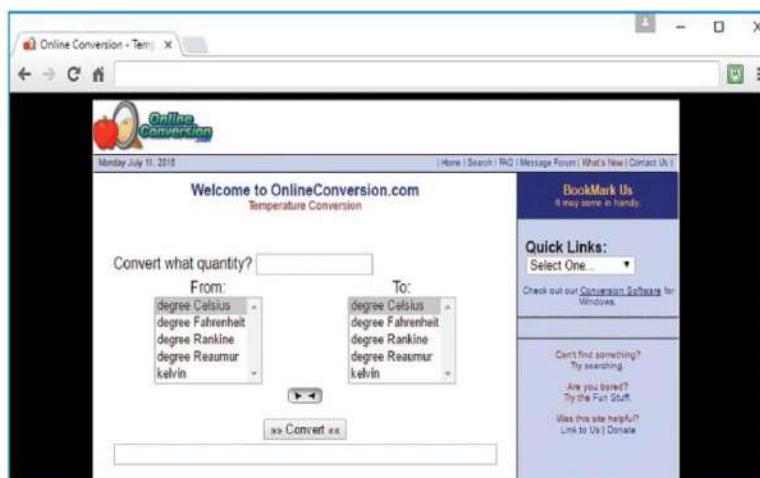 Online Conversion - Temp
Online
Conversion
.com
Monday July 11, 2016
| Home | Search | FAQ | Message Forum | What's New | Contact Us |
Welcome to OnlineConversion.com
Temperature Conversion
Convert what quantity?
From:
To:
degree Celsius
degree Fahrenheit
degree Rankine
degree Reaumur
kelvin
degree Celsius
degree Fahrenheit
degree Rankine
degree Reaumur
kelvin
»» Convert ««
BookMark Us
It may come in handy.
Quick Links:
Select One...
Check out our Conversion Software for
Windows.
Can't find something?
Try searching.
Are you bored?
Try the Fun Stuff.
Was this site helpful?
Link to Us | Donate